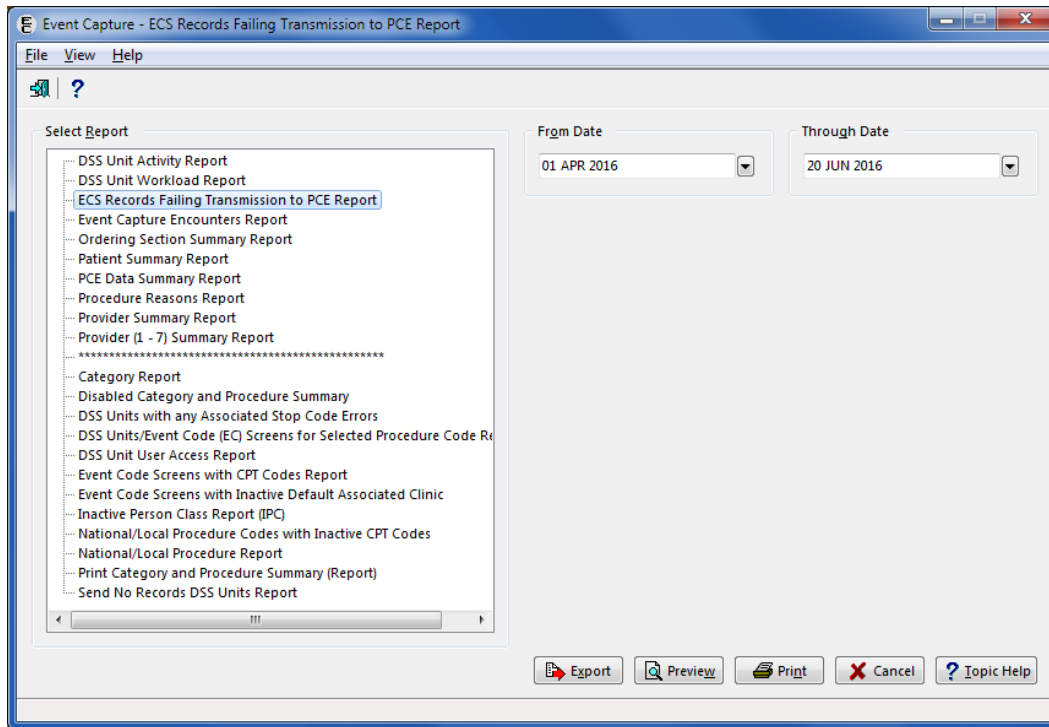 Event Capture - ECS Records Failing Transmission to PCE Report
File View Help
?
Select Report
From Date
Through Date
01 APR 2016
20 JUN 2016
DSS Unit Activity Report
DSS Unit Workload Report
ECS Records Failing Transmission to PCE Report
Event Capture Encounters Report
Ordering Section Summary Report
Patient Summary Report
PCE Data Summary Report
Procedure Reasons Report
Provider Summary Report
Provider (1 - 7) Summary Report
**************************************************
Category Report
Disabled Category and Procedure Summary
DSS Units with any Associated Stop Code Errors
DSS Units/Event Code (EC) Screens for Selected Procedure Code Re
DSS Unit User Access Report
Event Code Screens with CPT Codes Report
Event Code Screens with Inactive Default Associated Clinic
Inactive Person Class Report (IPC)
National/Local Procedure Codes with Inactive CPT Codes
National/Local Procedure Report
Print Category and Procedure Summary (Report)
Send No Records DSS Units Report
Export Preview Print Cancel ? Topic Help